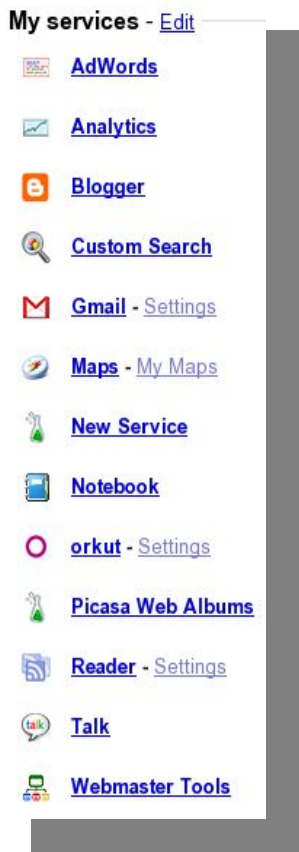 My services - Edit
AdWords
Analytics
Blogger
Custom Search
Gmail - Settings
Maps - My Maps
New Service
Notebook
orkut - Settings
Picasa Web Albums
Reader - Settings
talk Talk
Webmaster Tools